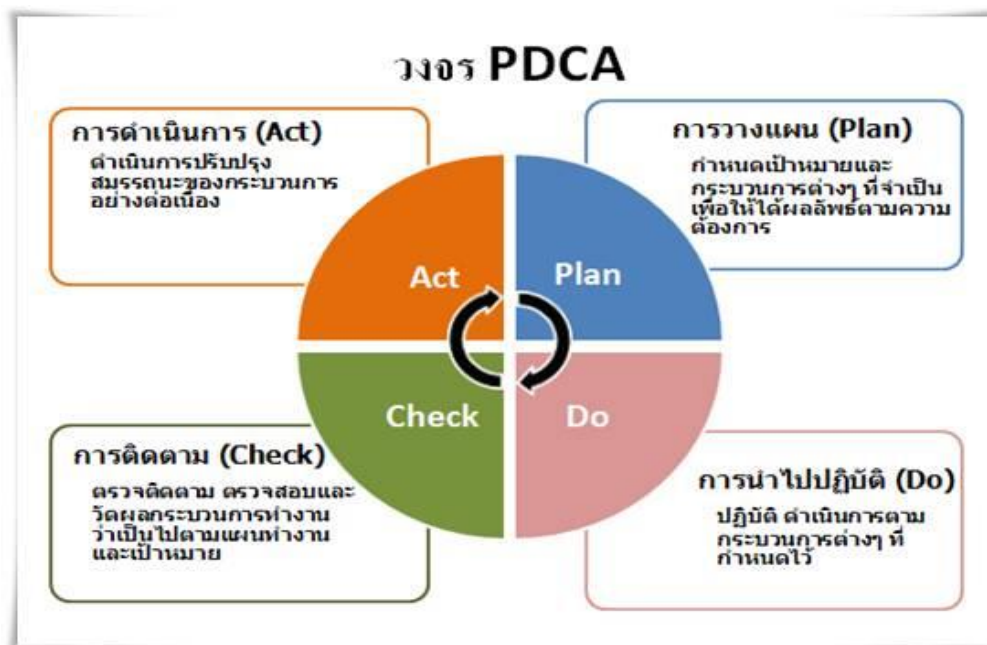 วงจร PDCA
การดำเนินการ (Act)
ดำเนินการปรับปรุง
สมรรถนะของกระบวนการ
อย่างต่อเนื่อง
การวางแผน (Plan)
กำหนดเป้าหมายและ
กระบวนการต่างๆ ที่จำเป็น
เพื่อให้ได้ผลลัพธ์ตามความ
ต้องการ
Act
Plan
Check
Do
การติดตาม (Check)
ตรวจติดตาม ตรวจสอบและ
วัดผลกระบวนการทำงาน
ว่าเป็นไปตามแผนทำงาน
และเป้าหมาย
การนำไปปฏิบัติ (Do)
ปฏิบัติ ดำเนินการตาม
กระบวนการต่างๆ ที่
กำหนดไว้